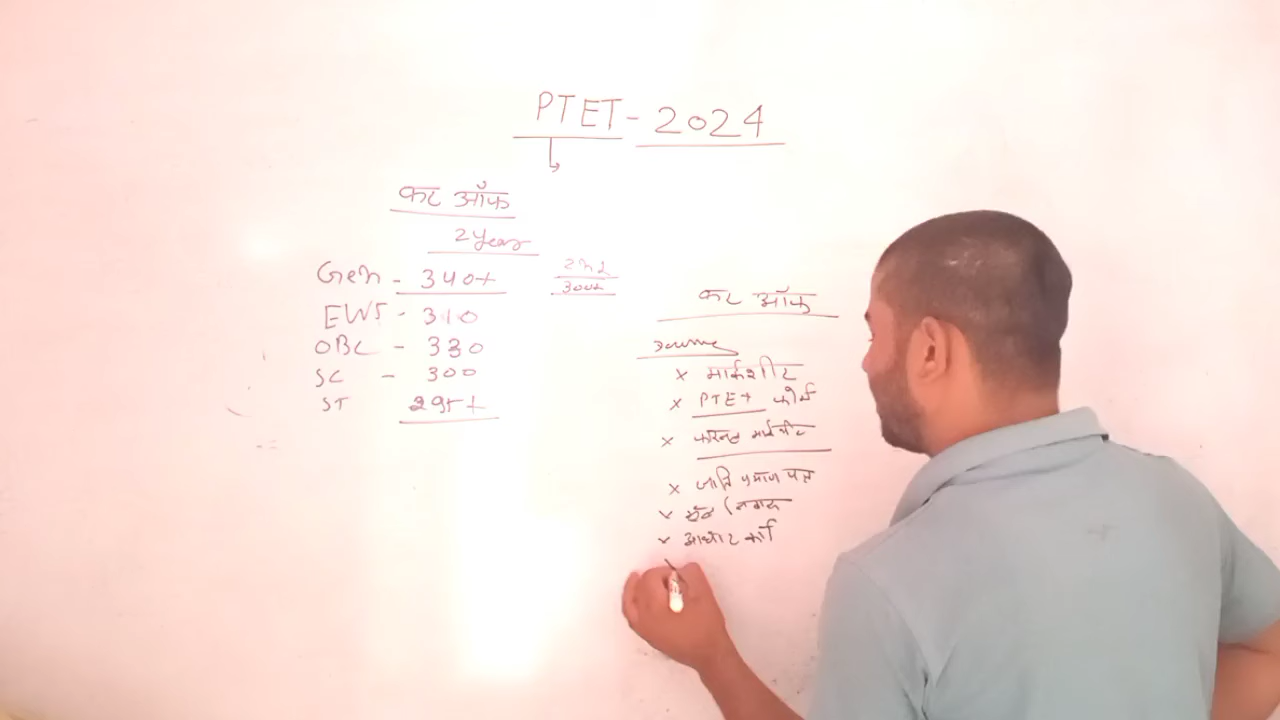 PTET - 2024
कट ऑफ
2 Year
Gen - 340+
2nd
300+
EWS - 310
OBC - 330
SC - 300
ST 295+
कट ऑफ
x मार्कशीट
x PTET फॉर्म
x मार्कशीट
x जाति प्रमाण पत्र
x आधार कार्ड